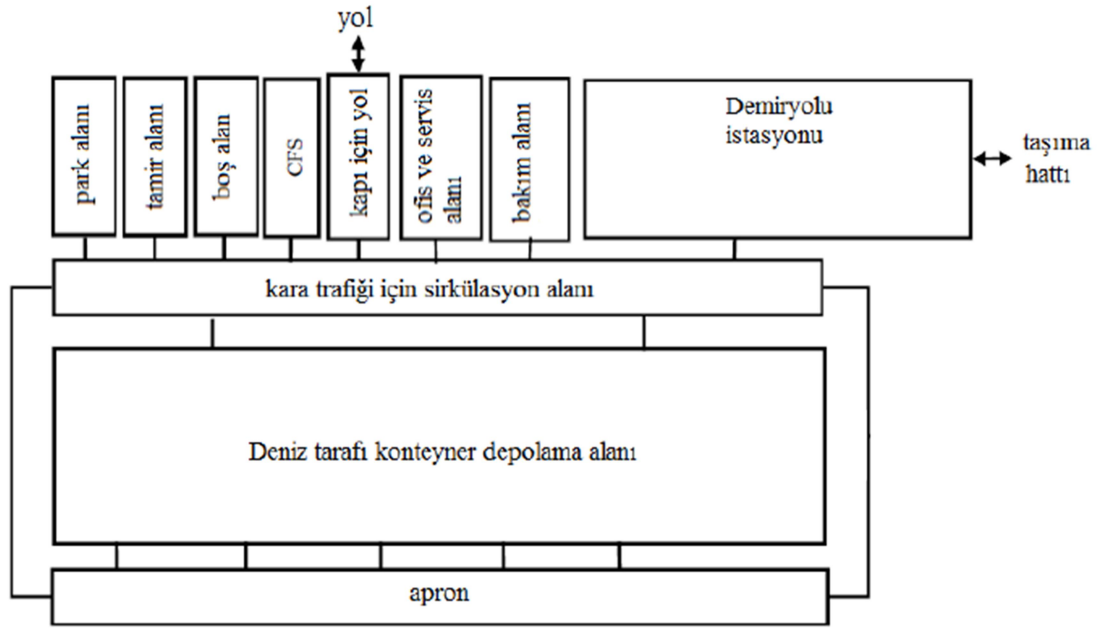 yol
park alanı
tamir alanı
boş alan
CFS
kapı için yol
ofis ve servis
alanı
bakım alanı
Demiryolu
istasyonu
taşıma
hattı
kara trafiği için sirkülasyon alanı
Deniz tarafı konteyner depolama alanı
apron